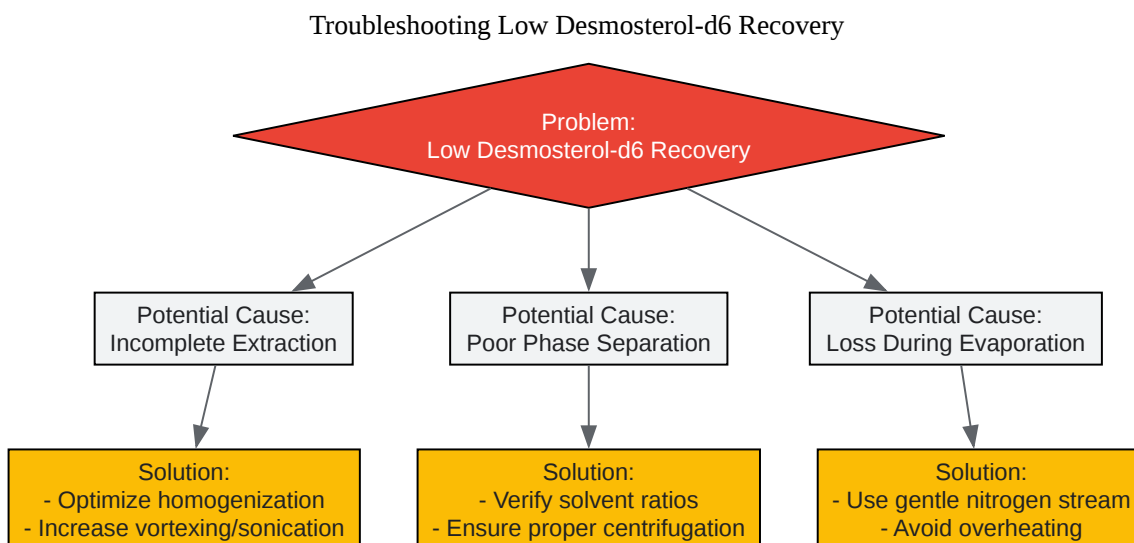 Troubleshooting Low Desmosterol-d6 Recovery
Problem:
Low Desmosterol-d6 Recovery
Potential Cause:
Incomplete Extraction
Potential Cause:
Poor Phase Separation
Potential Cause:
Loss During Evaporation
Solution:
- Optimize homogenization
- Increase vortexing/sonication
Solution:
- Verify solvent ratios
- Ensure proper centrifugation
Solution:
- Use gentle nitrogen stream
- Avoid overheating